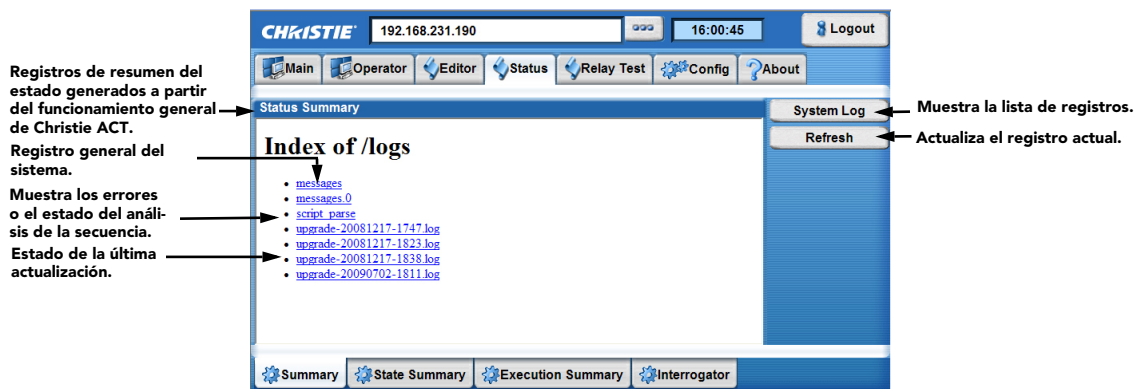 CHRISTIE 192.168.231.190 16:00:45 Logout
Main Operator Editor Status Relay Test Config About
Registros de resumen del
estado generados a partir
del funcionamiento general
de Christie ACT.
Registro general del
sistema.
Muestra los errores
o el estado del análi-
sis de la secuencia.
Estado de la última
actualización.
Status Summary
Index of /logs
messages
messages.0
script_parse
upgrade-20081217-1747.log
upgrade-20081217-1823.log
upgrade-20081217-1838.log
upgrade-20090702-1811.log
System Log
Refresh
Muestra la lista de registros.
Actualiza el registro actual.
Summary State Summary Execution Summary Interrogator